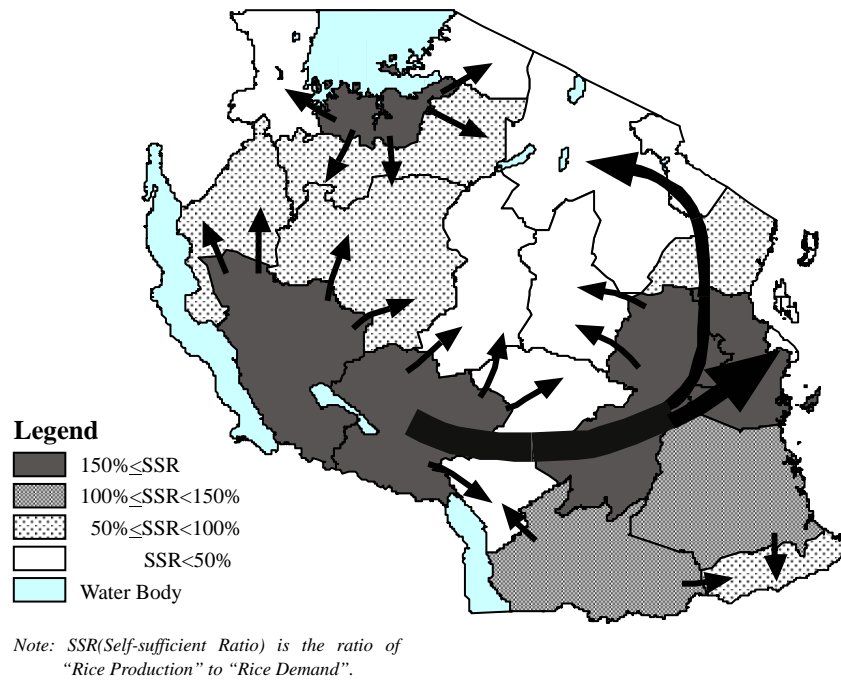 Legend
150%≤SSR
100%≤SSR<150%
50%≤SSR<100%
SSR<50%
Water Body
Note: SSR(Self-sufficient Ratio) is the ratio of
“Rice Production” to “Rice Demand”.